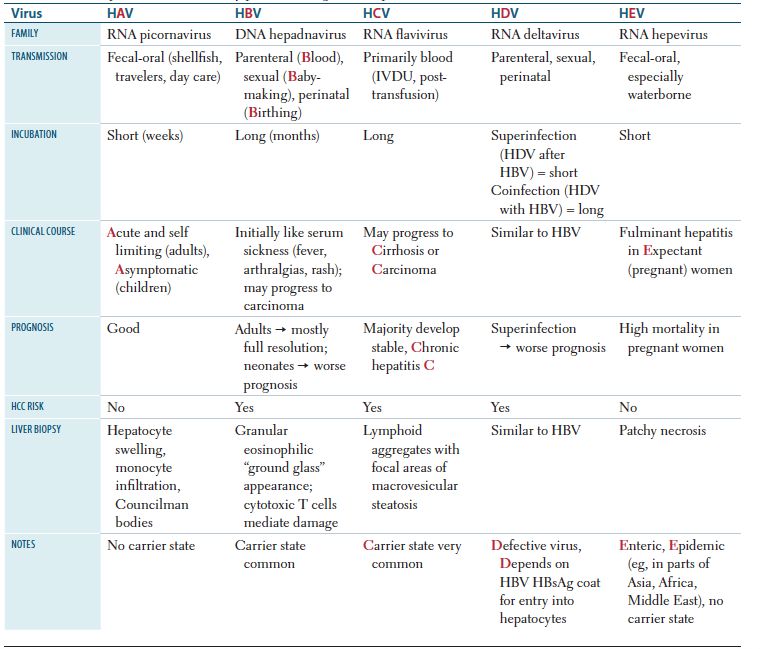 Virus HAV HBV HCV HDV HEV
FAMILY RNA picornavirus DNA hepadnavirus RNA flavivirus RNA deltavirus RNA hepevirus
TRANSMISSION Fecal-oral (shellfish, Parenteral (Blood), Primarily blood Parenteral, sexual, Fecal-oral,
travelers, day care) sexual (Baby- (IVDU, post- perinatal especially
making), perinatal transfusion) waterborne
(Birthing)
INCUBATION Short (weeks) Long (months) Long Superinfection Short
(HDV after
HBV) = short
Coinfection (HDV
with HBV) = long
CLINICAL COURSE Acute and self Initially like serum May progress to Similar to HBV Fulminant hepatitis
limiting (adults), sickness (fever, Cirrhosis or in Expectant
Asymptomatic arthralgias, rash); Carcinoma (pregnant) women
(children) may progress to
carcinoma
PROGNOSIS Good Adults → mostly Majority develop Superinfection High mortality in
full resolution; stable, Chronic → worse prognosis pregnant women
neonates → worse hepatitis C
prognosis
HCC RISK No Yes Yes Yes No
LIVER BIOPSY Hepatocyte Granular Lymphoid Similar to HBV Patchy necrosis
swelling, eosinophilic aggregates with
monocyte “ground glass” focal areas of
infiltration, appearance; macrovesicular
Councilman cytotoxic T cells steatosis
bodies mediate damage
NOTES No carrier state Carrier state Carrier state very Defective virus, Enteric, Epidemic
common common Depends on (eg, in parts of
HBV HBsAg coat Asia, Africa,
for entry into Middle East), no
hepatocytes carrier state